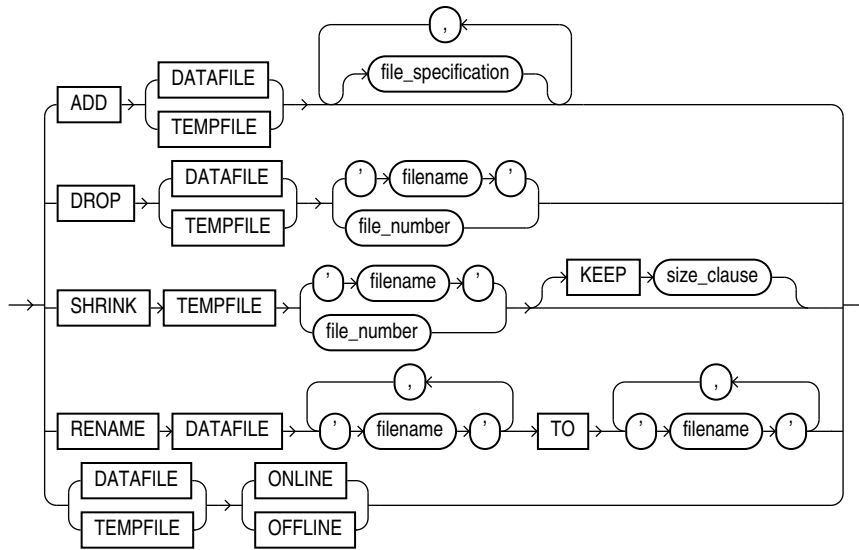 ,
file_specification
DATAFILE
ADD
TEMPFILE
DATAFILE
' filename '
DROP
TEMPFILE
file_number
' filename '
KEEP size_clause
SHRINK TEMPFILE
file_number
, ,
RENAME DATAFILE ' filename ' TO ' filename '
DATAFILE ONLINE
TEMPFILE OFFLINE